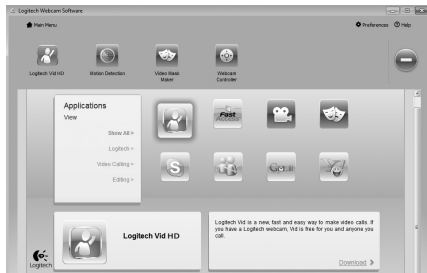 Logitech Webcam Software
Main Menu
Preferences
Help
Logitech Vid HD
Motion Detection
Video Mask
Maker
Webcam
Controller
Applications
View
Show All >
Logitech >
Video Calling >
Editing >
Fast
Access
S
Gmail
Y!
Logitech
Logitech Vid HD
Logitech Vid is a new, fast and easy way to make video calls. If
you have a Logitech webcam, Vid is free for you and anyone you
call.
Download